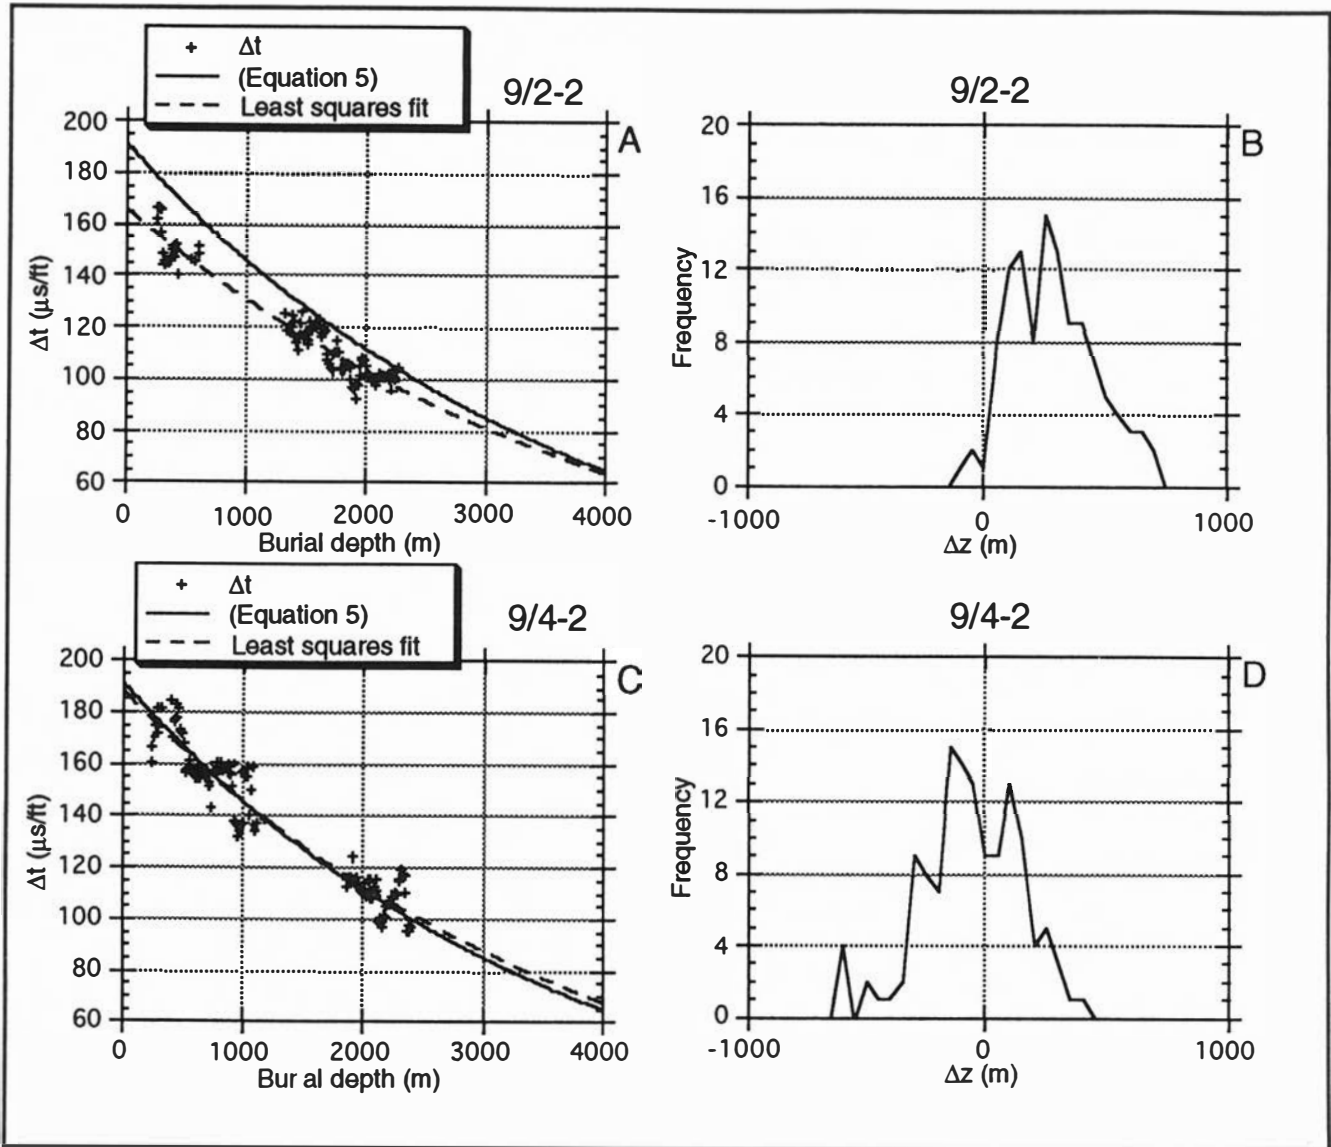 Δt
(Equation 5)
Least squares fit
9/2-2
A
200
180
160
140
120
100
80
60
Δt (μs/ft)
0 1000 2000 3000 4000
Burial depth (m)
9/2-2
B
20
16
12
8
4
0
Frequency
-1000 0 1000
Δz (m)
Δt
(Equation 5)
Least squares fit
9/4-2
C
200
180
160
140
120
100
80
60
Δt (μs/ft)
0 1000 2000 3000 4000
Bur al depth (m)
9/4-2
D
20
16
12
8
4
0
Frequency
-1000 0 1000
Δz (m)